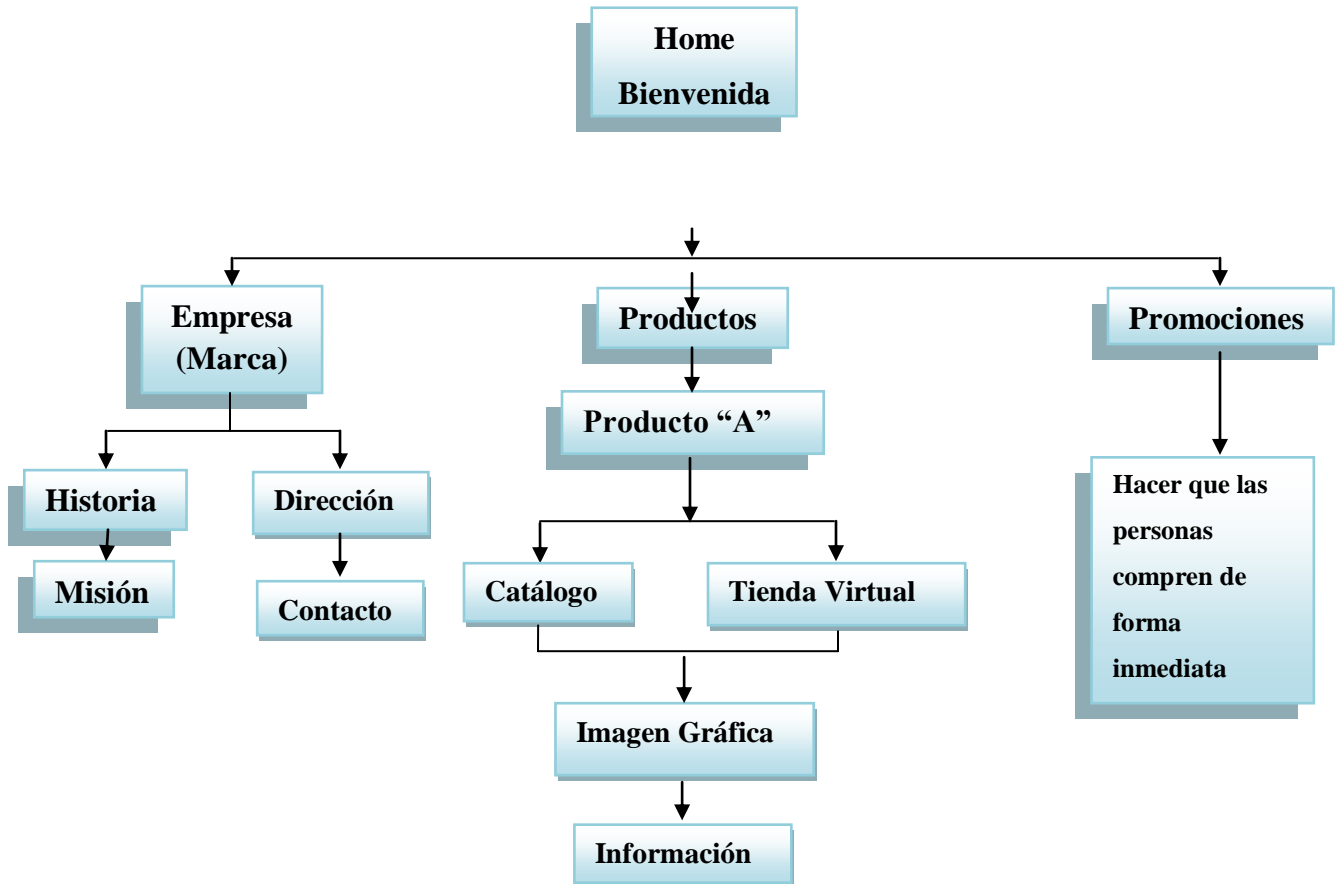 Home
Bienvenida
Empresa
(Marca)
Productos
Promociones
Producto “A”
Historia
Dirección
Hacer que las
personas
compren de
forma
inmediata
Misión
Contacto
Catálogo
Tienda Virtual
Imagen Gráfica
Información